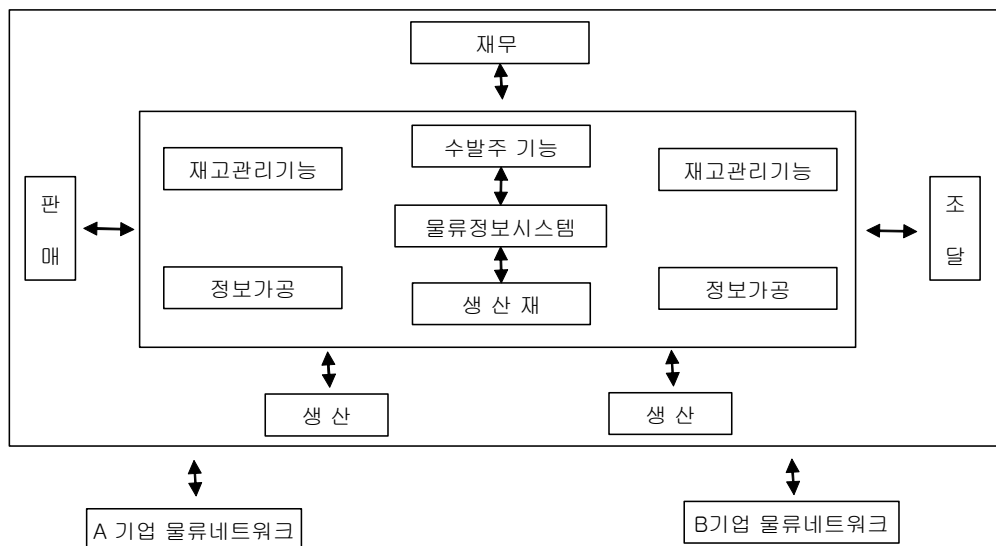 재무
수발주 기능
재고관리기능
재고관리기능
판
매
물류정보시스템
조
달
정보가공
생 산 재
정보가공
생 산
생 산
A 기업 물류네트워크
B기업 물류네트워크